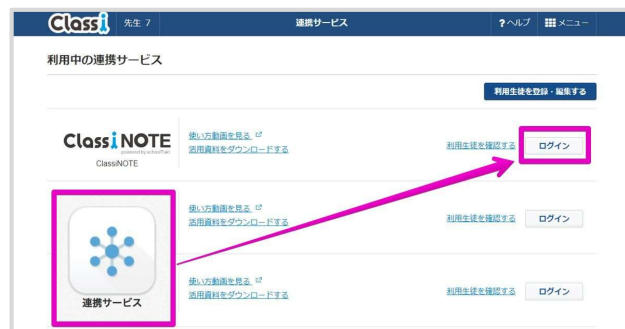 Classi 先生 7 連携サービス ?ヘルプ メニュー
利用中の連携サービス
利用生徒を登録・編集する
ClassiNOTE
powered by schoolTakt
ClassiNOTE
使い方動画を見る
活用資料をダウンロードする
利用生徒を確認する ログイン
使い方動画を見る
活用資料をダウンロードする
利用生徒を確認する ログイン
連携サービス
使い方動画を見る
活用資料をダウンロードする
利用生徒を確認する ログイン